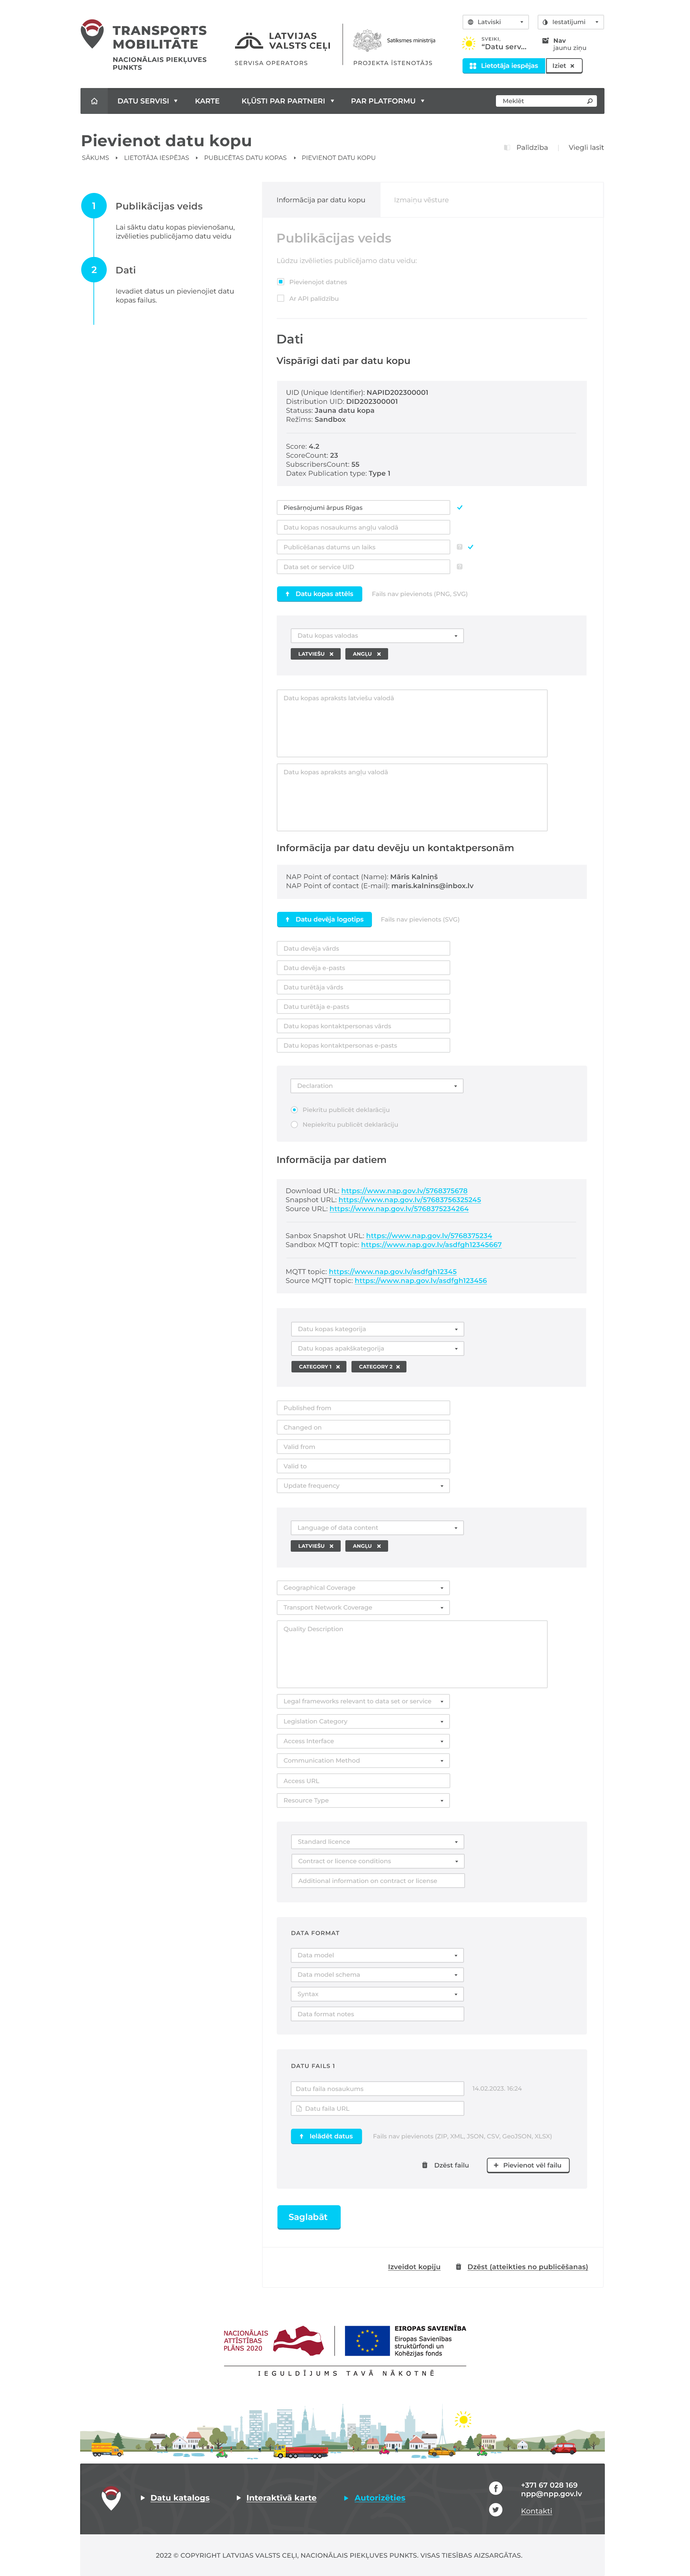 TRANSPORTS
MOBILITĀTE
NACIONĀLAIS PIEKĻUVES
PUNKTS
LATVIJAS
VALSTS CEĻI
SERVISA OPERATORS
Satiksmes ministrija
PROJEKTA ĪSTENOTĀJS
Latviski
Iestatījumi
SVEIKI,
"Datu serv...
Nav
jaunu ziņu
Lietotāja iespējas
Iziet
DATU SERVISI
KARTE
KĻŪSTI PAR PARTNERI
PAR PLATFORMU
Meklēt
Pievienot datu kopu
SĀKUMS
LIETOTĀJA IESPĒJAS
PUBLICĒTAS DATU KOPAS
PIEVIENOT DATU KOPU
Palīdzība
Viegli lasīt
1
Publikācijas veids
Lai sāktu datu kopas pievienošanu,
izvēlieties publicējamo datu veidu
2
Dati
Ievadiet datus un pievienojiet datu
kopas failus.
Informācija par datu kopu
Izmaiņu vēsture
Publikācijas veids
Lūdzu izvēlieties publicējamo datu veidu:
Pievienojot datnes
Ar API palīdzību
Dati
Vispārīgi dati par datu kopu
UID (Unique Identifier): NAPID202300001
Distribution UID: DID202300001
Statuss: Jauna datu kopa
Režīms: Sandbox
Score: 4.2
ScoreCount: 23
SubscribersCount: 55
Datex Publication type: Type 1
Piesārņojumi ārpus Rīgas
Datu kopas nosaukums angļu valodā
Publicēšanas datums un laiks
Data set or service UID
Datu kopas attēls
Fails nav pievienots (PNG, SVG)
Datu kopas valodas
LATVIEŠU
ANGĻU
Datu kopas apraksts latviešu valodā
Datu kopas apraksts angļu valodā
Informācija par datu devēju un kontaktpersonām
NAP Point of contact (Name): Māris Kalniņš
NAP Point of contact (E-mail): maris.kalnins@inbox.lv
Datu devēja logotips
Fails nav pievienots (SVG)
Datu devēja vārds
Datu devēja e-pasts
Datu turētāja vārds
Datu turētāja e-pasts
Datu kopas kontaktpersonas vārds
Datu kopas kontaktpersonas e-pasts
Declaration
Piekrītu publicēt deklarāciju
Nepiekrītu publicēt deklarāciju
Informācija par datiem
Download URL: https://www.nap.gov.lv/5768375678
Snapshot URL: https://www.nap.gov.lv/57683756325245
Source URL: https://www.nap.gov.lv/5768375234264
Sanbox Snapshot URL: https://www.nap.gov.lv/5768375234
Sandbox MQTT topic: https://www.nap.gov.lv/asdfgh12345667
MQTT topic: https://www.nap.gov.lv/asdfgh12345
Source MQTT topic: https://www.nap.gov.lv/asdfgh123456
Datu kopas kategorija
Datu kopas apakškategorija
CATEGORY 1
CATEGORY 2
Published from
Changed on
Valid from
Valid to
Update frequency
Language of data content
LATVIEŠU
ANGĻU
Geographical Coverage
Transport Network Coverage
Quality Description
Legal frameworks relevant to data set or service
Legislation Category
Access Interface
Communication Method
Access URL
Resource Type
Standard licence
Contract or licence conditions
Additional information on contract or license
DATA FORMAT
Data model
Data model schema
Syntax
Data format notes
DATU FAILS 1
Datu faila nosaukums
14.02.2023, 16:24
Datu faila URL
Ielādēt datus
Fails nav pievienots (ZIP, XML, JSON, CSV, GeoJSON, XLSX)
Dzēst failu
Pievienot vēl failu
Saglabāt
Izveidot kopiju
Dzēst (atteikties no publicēšanas)
NACIONĀLAIS
ATTĪSTĪBAS
PLĀNS 2020
EIROPAS SAVIENĪBA
Eiropas Savienības
struktūrfondi un
Kohēzijas fonds
IEGULDĪJUMS TAVĀ NĀKOTNĒ
Datu katalogs
Interaktīvā karte
Autorizēties
+371 67 028 169
npp@npp.gov.lv
Kontakti
2022 © COPYRIGHT LATVIJAS VALSTS CEĻI, NACIONĀLAIS PIEKĻUVES PUNKTS. VISAS TIESĪBAS AIZSARGĀTAS.